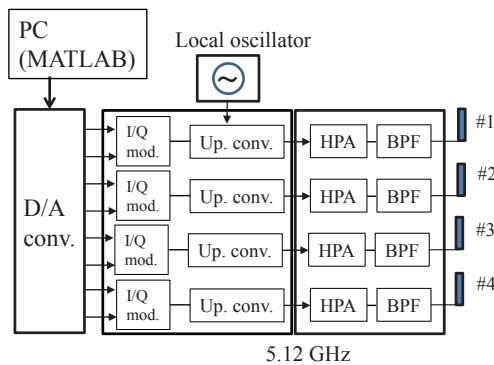 PC
(MATLAB)
Local oscillator
D/A
conv.
I/Q
mod.
Up. conv.
HPA
BPF
#1
I/Q
mod.
Up. conv.
HPA
BPF
#2
I/Q
mod.
Up. conv.
HPA
BPF
#3
I/Q
mod.
Up. conv.
HPA
BPF
#4
5.12 GHz